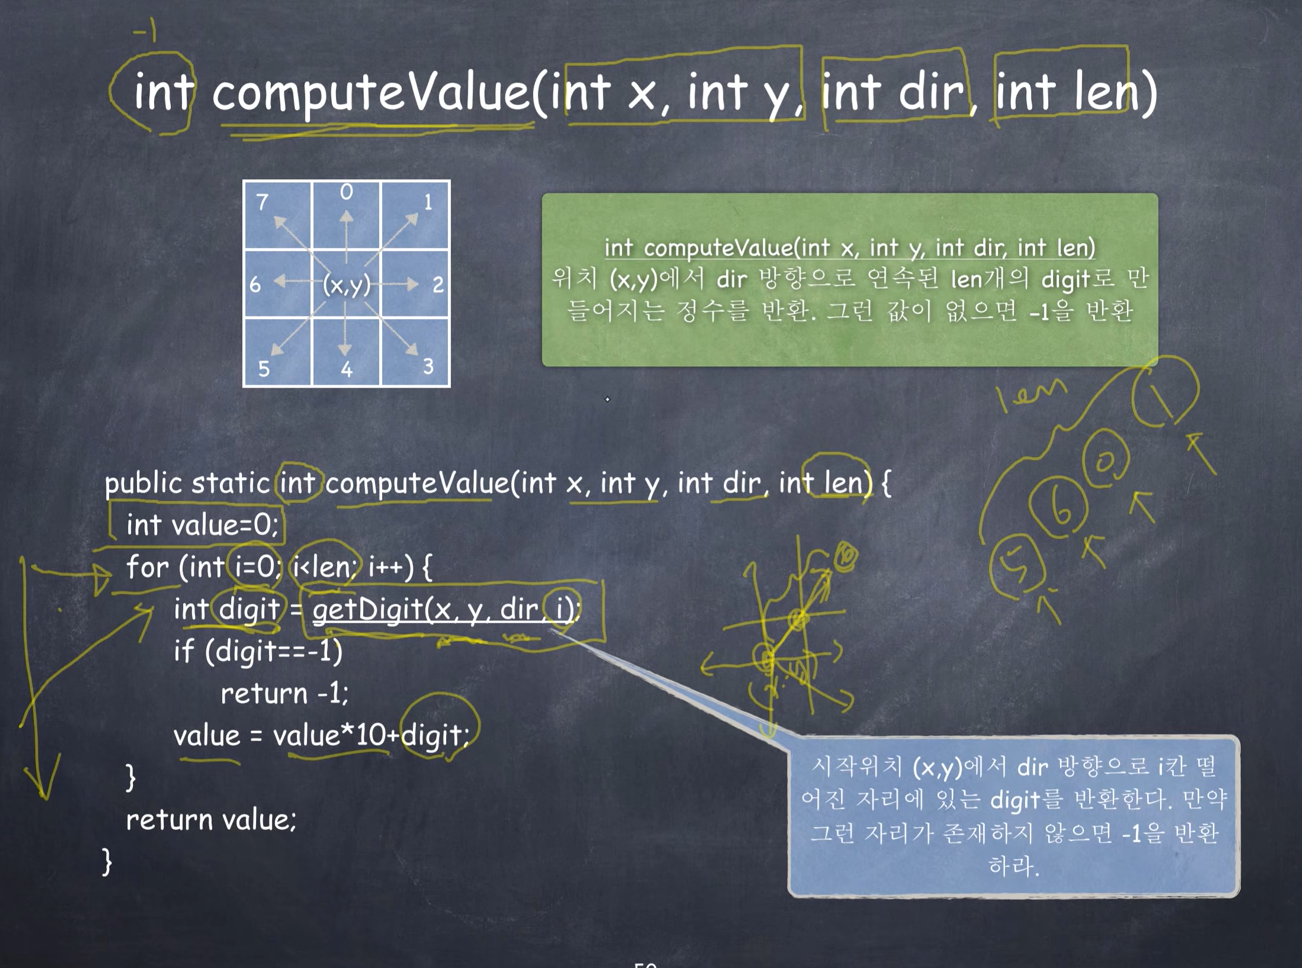 -1
int computeValue(int x, int y, int dir, int len)
7 0 1
6 (x,y) 2
5 4 3
int computeValue(int x, int y, int dir, int len)
위치 (x,y)에서 dir 방향으로 연속된 len개의 digit로 만
들어지는 정수를 반환. 그런 값이 없으면 -1을 반환
len
1
0
6
5
public static int computeValue(int x, int y, int dir, int len) {
int value=0;
for (int i=0; i<len; i++) {
int digit = getDigit(x, y, dir, i);
if (digit==-1)
return -1;
value = value*10+digit;
}
return value;
}
(x,y)
시작위치 (x,y)에서 dir 방향으로 i칸 떨
어진 자리에 있는 digit를 반환한다. 만약
그런 자리가 존재하지 않으면 -1을 반환
하라.